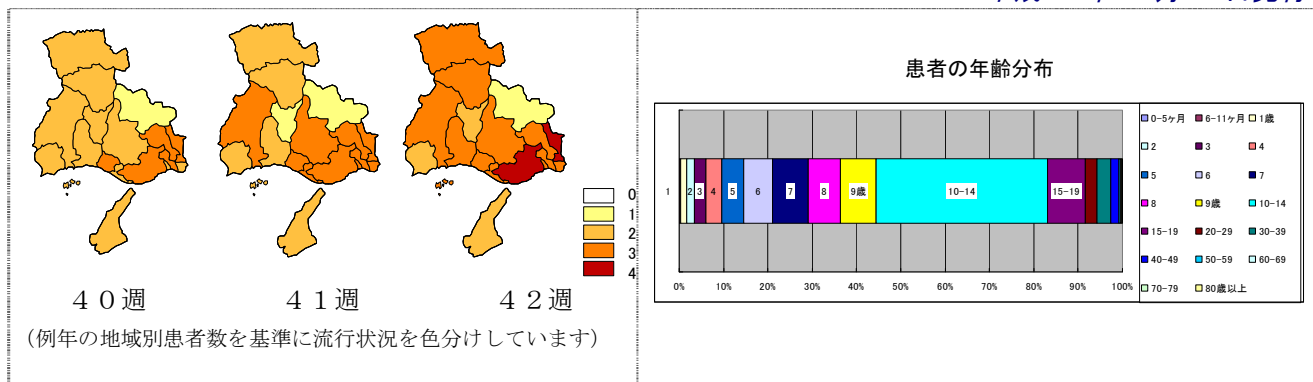 0
1
2
3
4
４０週 ４１週 ４２週
（例年の地域別患者数を基準に流行状況を色分けしています）
患者の年齢分布
1
2 3 4 5 6 7 8 9歳 10-14 15-19
0% 10% 20% 30% 40% 50% 60% 70% 80% 90% 100%
0-5ヶ月 6-11ヶ月 1歳
2 3 4
5 6 7
8 9歳 10-14
15-19 20-29 30-39
40-49 50-59 60-69
70-79 80歳以上